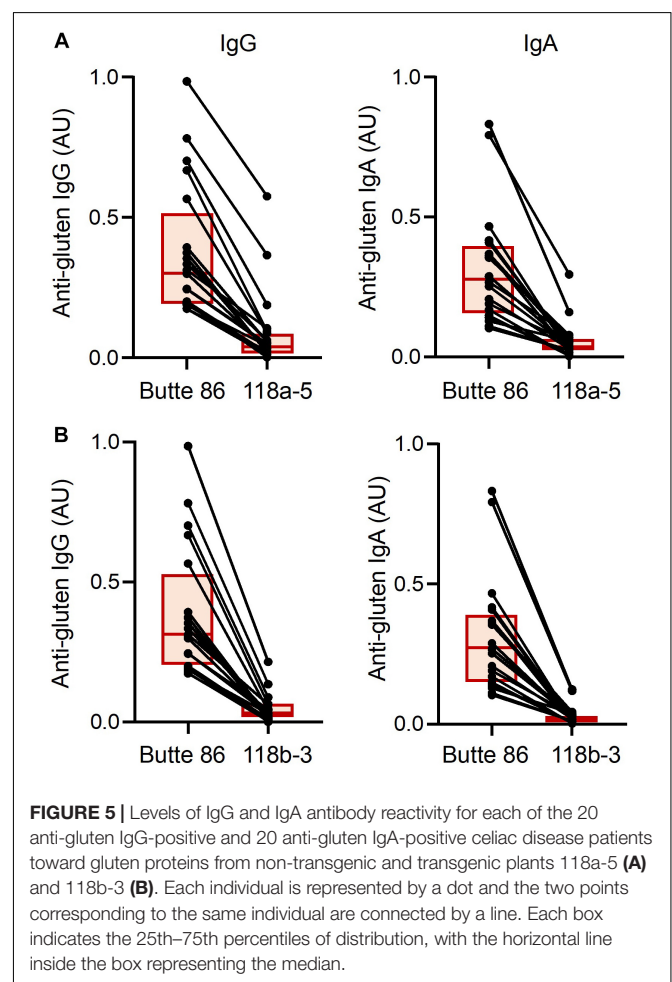 A
IgG
IgA
1.0
0.5
0.0
Anti-gluten IgG (AU)
Butte 86 118a-5
1.0
0.5
0.0
Anti-gluten IgA (AU)
Butte 86 118a-5
B
1.0
0.5
0.0
Anti-gluten IgG (AU)
Butte 86 118b-3
1.0
0.5
0.0
Anti-gluten IgA (AU)
Butte 86 118b-3
FIGURE 5 | Levels of IgG and IgA antibody reactivity for each of the 20
anti-gluten IgG-positive and 20 anti-gluten IgA-positive celiac disease patients
toward gluten proteins from non-transgenic and transgenic plants 118a-5 (A)
and 118b-3 (B). Each individual is represented by a dot and the two points
corresponding to the same individual are connected by a line. Each box
indicates the 25th–75th percentiles of distribution, with the horizontal line
inside the box representing the median.